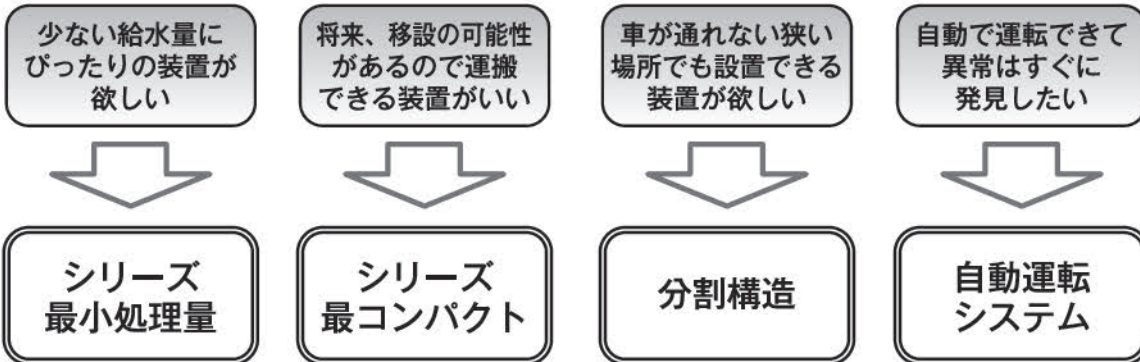 少ない給水量に
ぴったりの装置が
欲しい
将来、移設の可能性
があるので運搬
できる装置がいい
車が通れない狭い
場所でも設置できる
装置が欲しい
自動で運転できて
異常はすぐに
発見したい
シリーズ
最小処理量
シリーズ
最コンパクト
分割構造
自動運転
システム